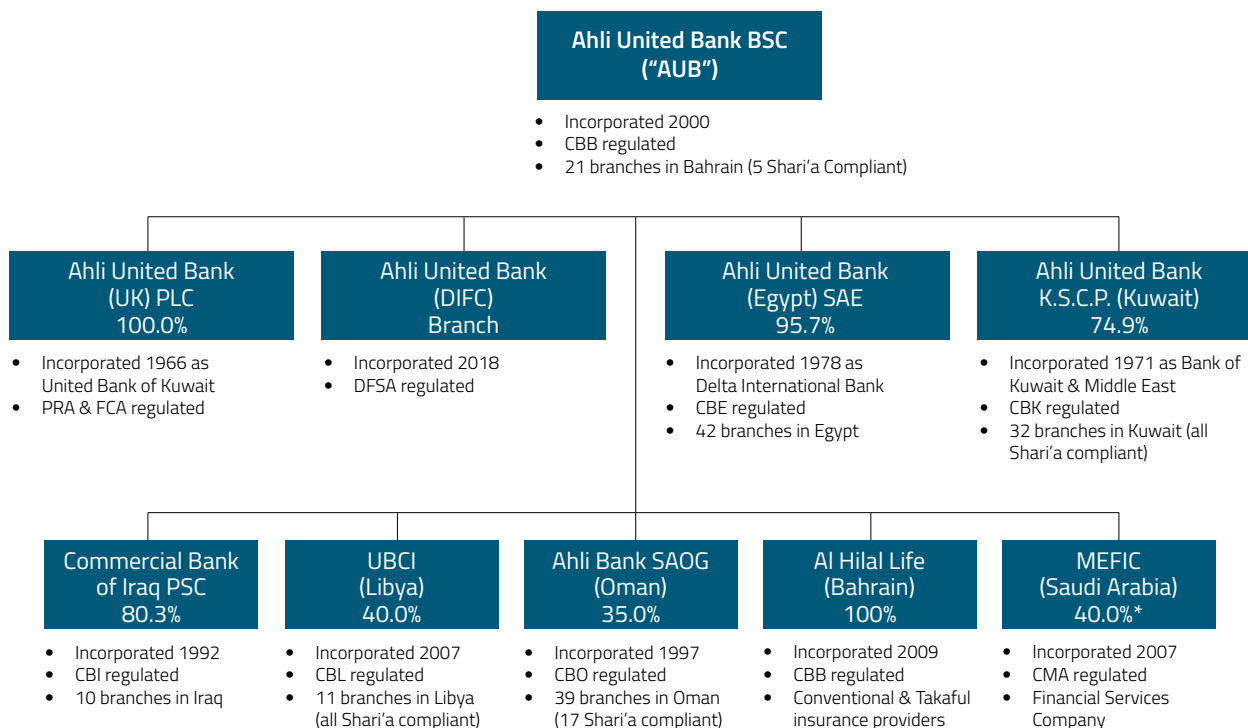 Ahli United Bank BSC
(“AUB”)
• Incorporated 2000
• CBB regulated
• 21 branches in Bahrain (5 Shari’a Compliant)
Ahli United Bank
(UK) PLC
100.0%
• Incorporated 1966 as
United Bank of Kuwait
• PRA & FCA regulated
Ahli United Bank
(DIFC)
Branch
• Incorporated 2018
• DFSA regulated
Ahli United Bank
(Egypt) SAE
95.7%
• Incorporated 1978 as
Delta International Bank
• CBE regulated
• 42 branches in Egypt
Ahli United Bank
K.S.C.P. (Kuwait)
74.9%
• Incorporated 1971 as Bank of
Kuwait & Middle East
• CBK regulated
• 32 branches in Kuwait (all
Shari’a compliant)
Commercial Bank
of Iraq PSC
80.3%
• Incorporated 1992
• CBI regulated
• 10 branches in Iraq
UBCI
(Libya)
40.0%
• Incorporated 2007
• CBL regulated
• 11 branches in Libya
(all Shari’a compliant)
Ahli Bank SAOG
(Oman)
35.0%
• Incorporated 1997
• CBO regulated
• 39 branches in Oman
(17 Shari’a compliant)
Al Hilal Life
(Bahrain)
100%
• Incorporated 2009
• CBB regulated
• Conventional & Takaful
insurance providers
MEFIC
(Saudi Arabia)
40.0%*
• Incorporated 2007
• CMA regulated
• Financial Services
Company